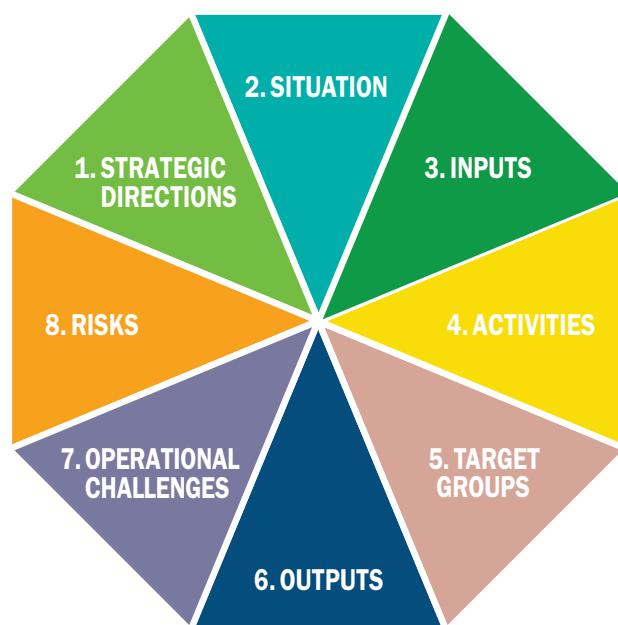 1. STRATEGIC
DIRECTIONS
2. SITUATION
3. INPUTS
4. ACTIVITIES
5. TARGET
GROUPS
6. OUTPUTS
7. OPERATIONAL
CHALLENGES
8. RISKS